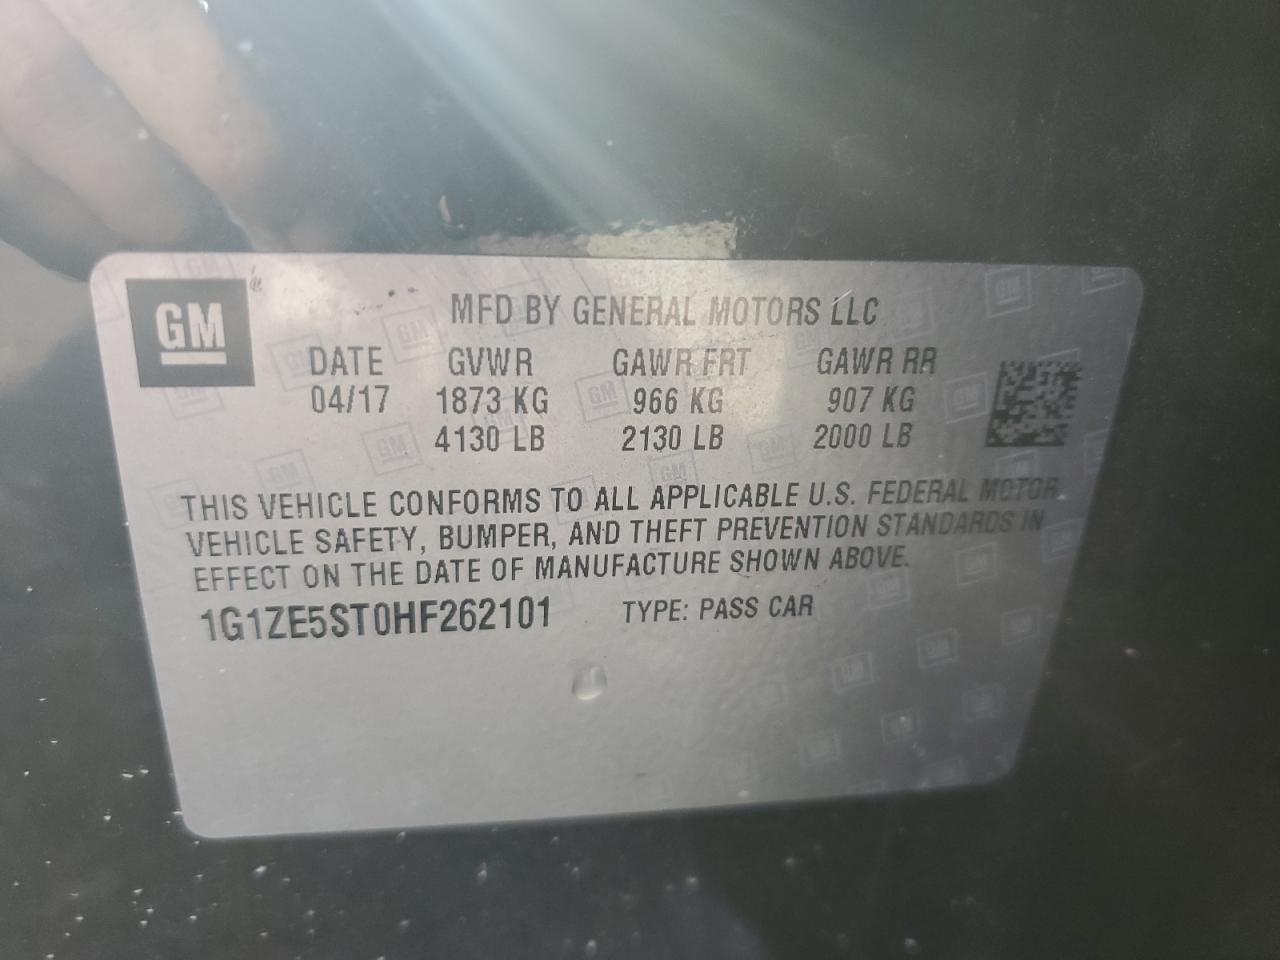 GM
MFD BY GENERAL MOTORS LLC
DATE GVWR GAWR FRT GAWR RR
04/17 1873 KG 966 KG 907 KG
4130 LB 2130 LB 2000 LB
THIS VEHICLE CONFORMS TO ALL APPLICABLE U.S. FEDERAL MOTOR
VEHICLE SAFETY, BUMPER, AND THEFT PREVENTION STANDARDS IN
EFFECT ON THE DATE OF MANUFACTURE SHOWN ABOVE.
1G1ZE5ST0HF262101 TYPE: PASS CAR